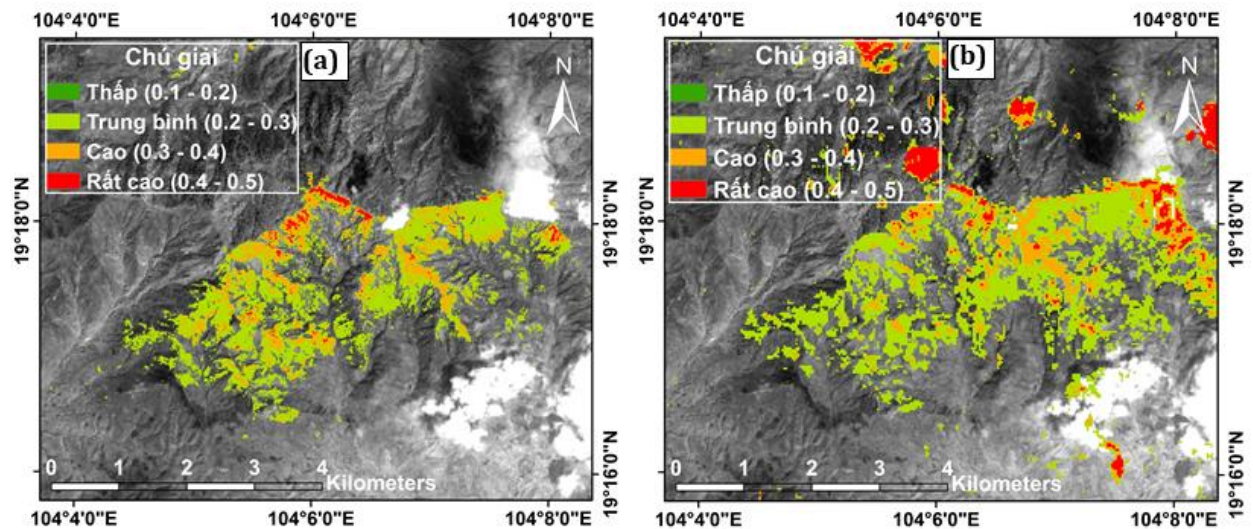 104°4'0"E 104°6'0"E 104°8'0"E
Chú giải
(a)
N
Thấp (0.1 - 0.2)
Trung bình (0.2 - 0.3)
Cao (0.3 - 0.4)
Rất cao (0.4 - 0.5)
19°18'0"N
0 1 2 3 4
Kilometers
104°4'0"E 104°6'0"E 104°8'0"E
104°4'0"E 104°6'0"E 104°8'0"E
Chú giải
(b)
N
Thấp (0.1 - 0.2)
Trung bình (0.2 - 0.3)
Cao (0.3 - 0.4)
Rất cao (0.4 - 0.5)
19°18'0"N
19°18'0"N
19°16'0"N
19°16'0"N
0 1 2 3 4
Kilometers
104°4'0"E 104°6'0"E 104°8'0"E